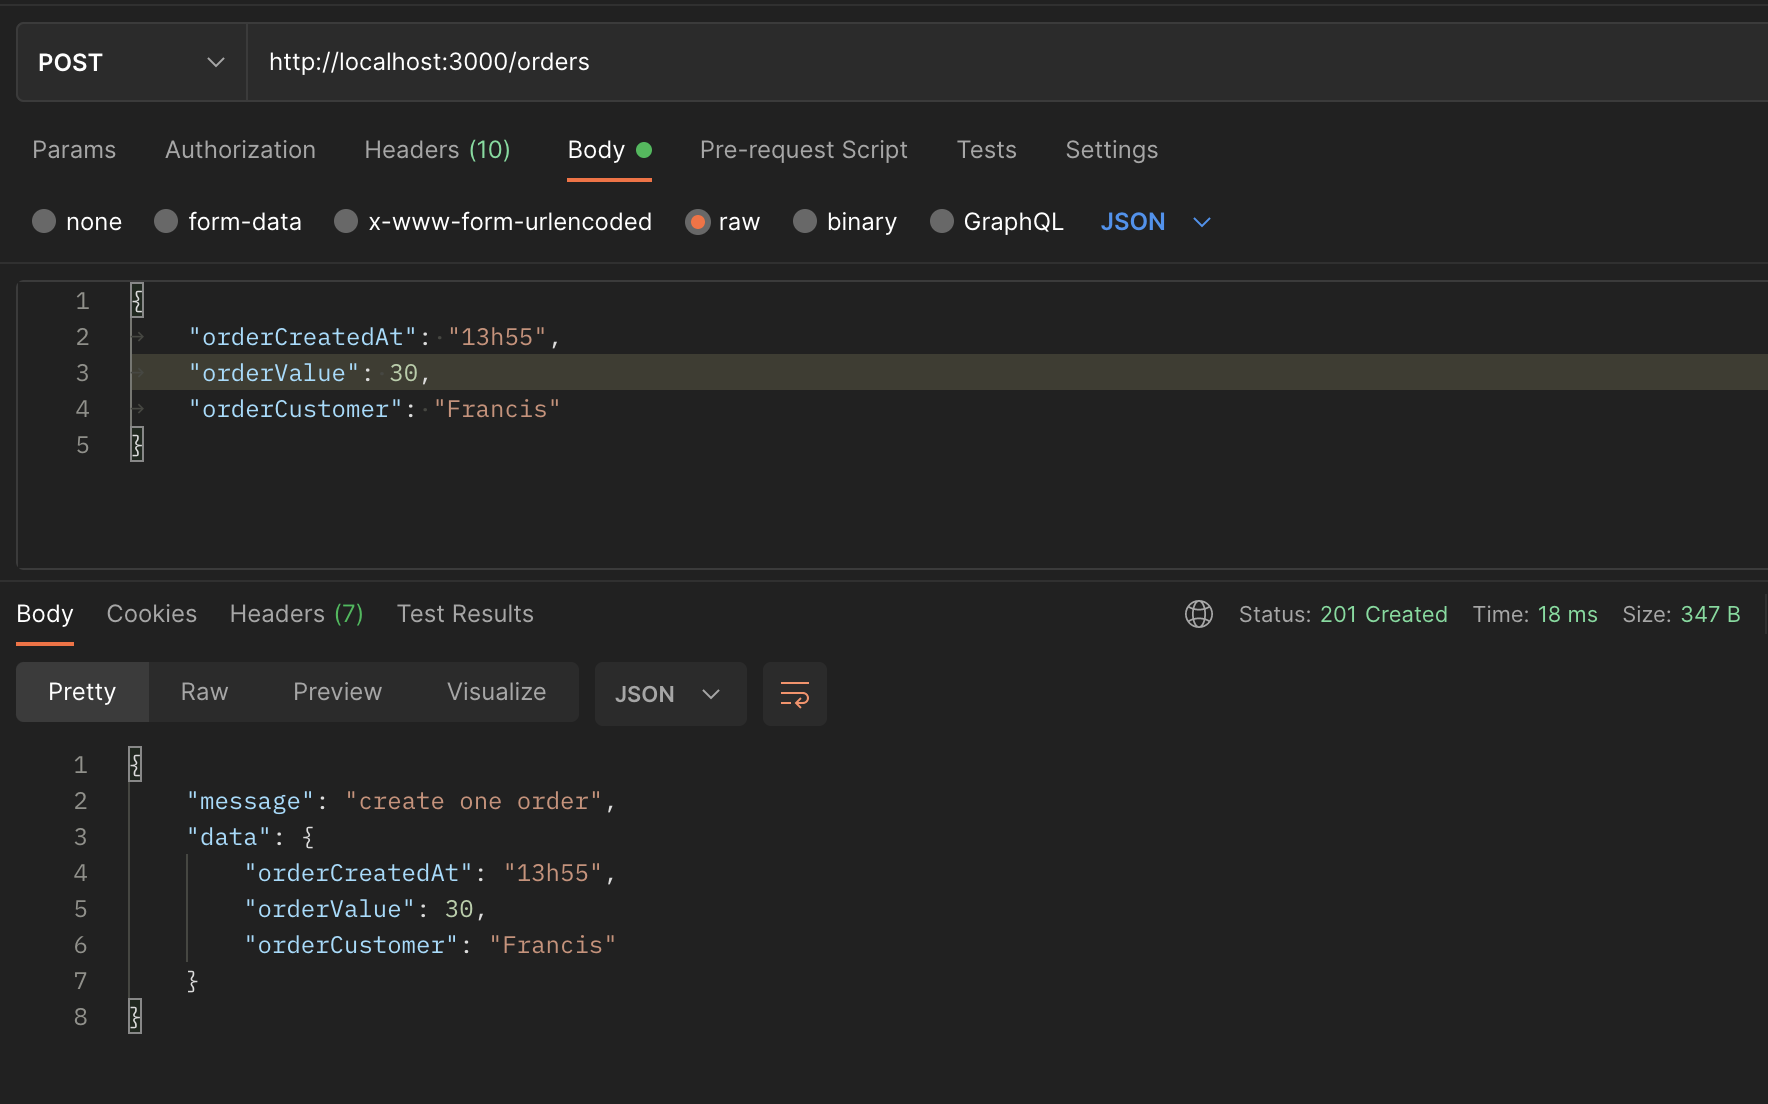 POST http://localhost:3000/orders
Params Authorization Headers (10) Body Pre-request Script Tests Settings
none form-data x-www-form-urlencoded raw binary GraphQL JSON
1 {
2 "orderCreatedAt": "13h55",
3 "orderValue": 30,
4 "orderCustomer": "Francis"
5 }
Body Cookies Headers (7) Test Results Status: 201 Created Time: 18 ms Size: 347 B
Pretty Raw Preview Visualize JSON
1 {
2 "message": "create one order",
3 "data": {
4 "orderCreatedAt": "13h55",
5 "orderValue": 30,
6 "orderCustomer": "Francis"
7 }
8 }